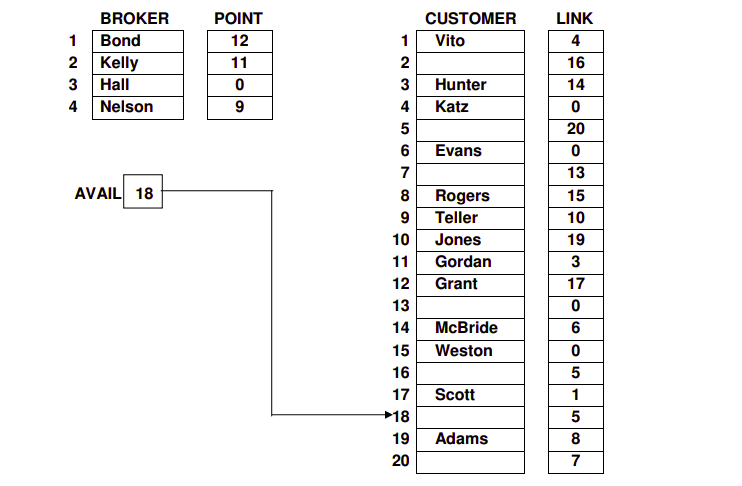 BROKER POINT CUSTOMER LINK
1 Bond 12 1 Vito 4
2 Kelly 11 2 16
3 Hall 0 3 Hunter 14
4 Nelson 9 4 Katz 0
5 20
6 Evans 0
7 13
AVAIL 18 8 Rogers 15
9 Teller 10
10 Jones 19
11 Gordan 3
12 Grant 17
13 0
14 McBride 6
15 Weston 0
16 5
17 Scott 1
18 5
19 Adams 8
20 7